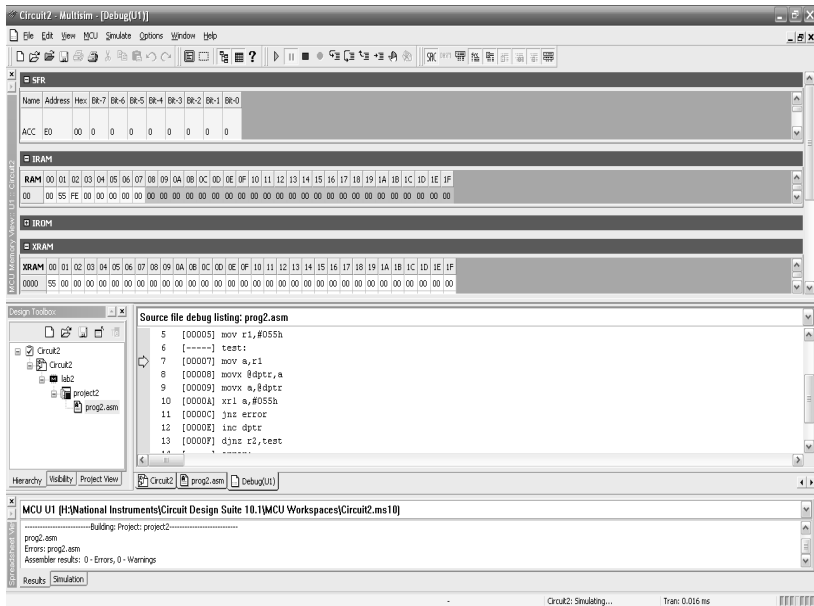 Circuit2 - Multisim - [Debug(U1)]
File Edit View MCU Simulate Options Window Help
SFR
Name Address Hex Bit-7 Bit-6 Bit-5 Bit-4 Bit-3 Bit-2 Bit-1 Bit-0
ACC E0 00 0 0 0 0 0 0 0 0
IRAM
RAM 00 01 02 03 04 05 06 07 08 09 0A 0B 0C 0D 0E 0F 10 11 12 13 14 15 16 17 18 19 1A 1B 1C 1D 1E 1F
00 00 55 FE 00 00 00 00 00 00 00 00 00 00 00 00 00 00 00 00 00 00 00 00 00 00 00 00 00 00 00 00 00
IROM
XRAM
XRAM 00 01 02 03 04 05 06 07 08 09 0A 0B 0C 0D 0E 0F 10 11 12 13 14 15 16 17 18 19 1A 1B 1C 1D 1E 1F
0000 55 00 00 00 00 00 00 00 00 00 00 00 00 00 00 00 00 00 00 00 00 00 00 00 00 00 00 00 00 00 00 00
MCU Memory View: U1 :: Circuit2
Design Toolbox
Circuit2
Circuit2
lab2
project2
prog2.asm
Hierarchy Visibility Project View
Source file debug listing: prog2.asm
5 [00005] mov r1,#055h
6 [-----] test:
7 [00007] mov a,r1
8 [00008] movx @dptr,a
9 [00009] movx a,@dptr
10 [0000A] xrl a,#055h
11 [0000C] jnz error
12 [0000E] inc dptr
13 [0000F] djnz r2,test
Circuit2 prog2.asm Debug(U1)
MCU U1 (H:\National Instruments\Circuit Design Suite 10.1\MCU Workspaces\Circuit2.ms10)
--------------------------Building: Project: project2--------------------------
prog2.asm
Errors: prog2.asm
Assembler results: 0 - Errors, 0 - Warnings
Results Simulation
- Circuit2: Simulating... Tran: 0.016 ms